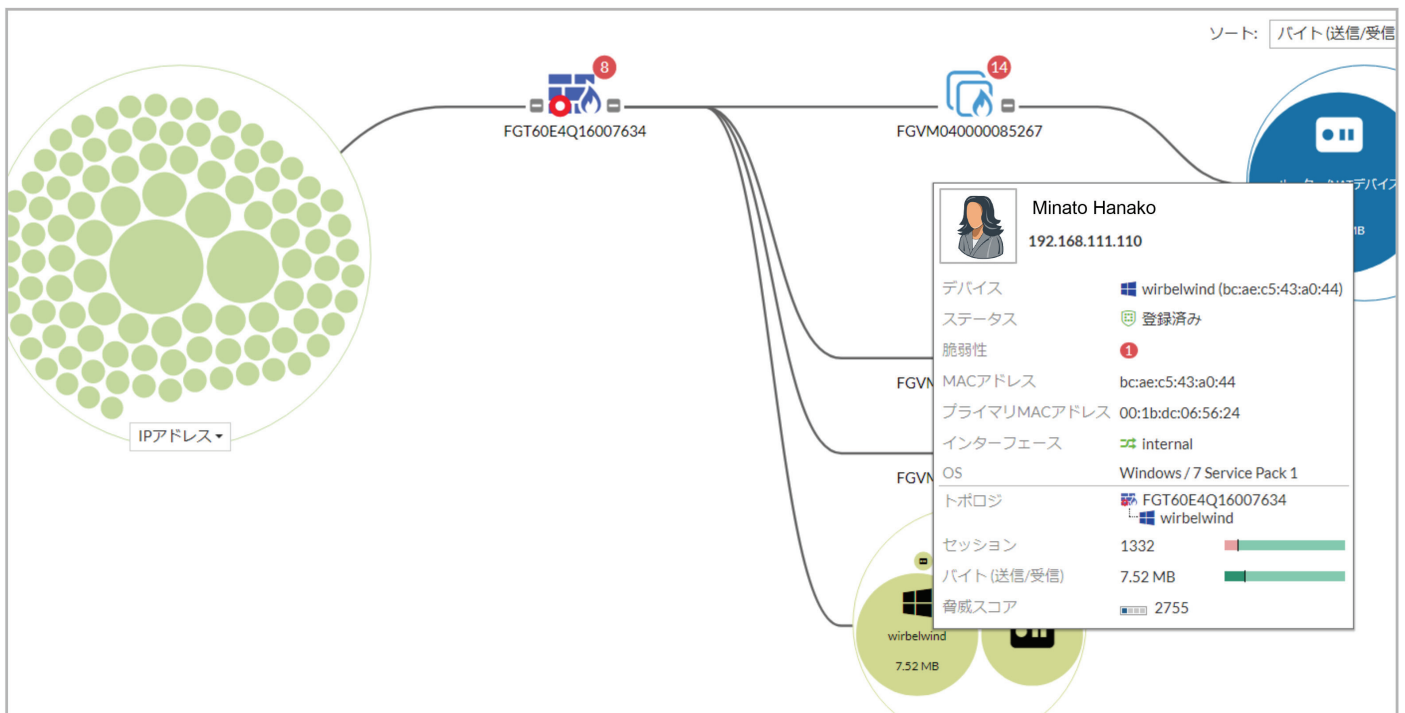 ソート: バイト (送信/受信
8
14
FGT60E4Q16007634
FGVM040000085267
IPアドレス
Minato Hanako
192.168.111.110
デバイス wirbelwind (bc:ae:c5:43:a0:44)
ステータス 登録済み
脆弱性 1
MACアドレス bc:ae:c5:43:a0:44
プライマリMACアドレス 00:1b:dc:06:56:24
インターフェース internal
OS Windows / 7 Service Pack 1
トポロジ FGT60E4Q16007634
wirbelwind
セッション 1332
バイト (送信/受信) 7.52 MB
脅威スコア 2755
FGVM
FGVM
wirbelwind
7.52 MB